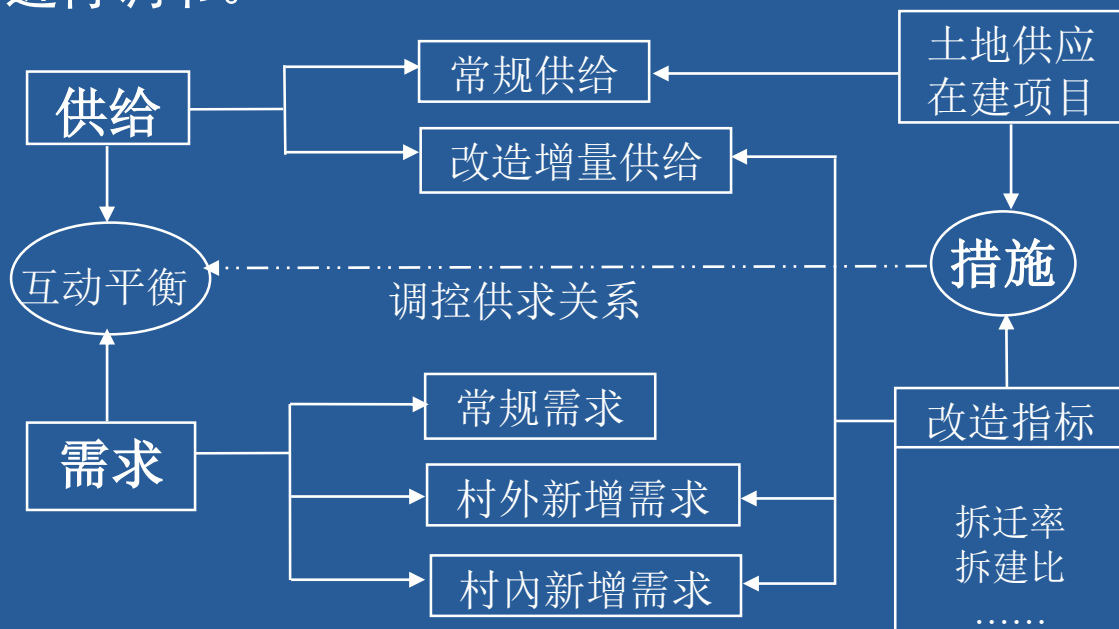 常规供给
土地供应
在建项目
供给
改造增量供给
互动平衡
措施
调控供求关系
常规需求
改造指标
需求
村外新增需求
拆迁率
拆建比
村內新增需求
……